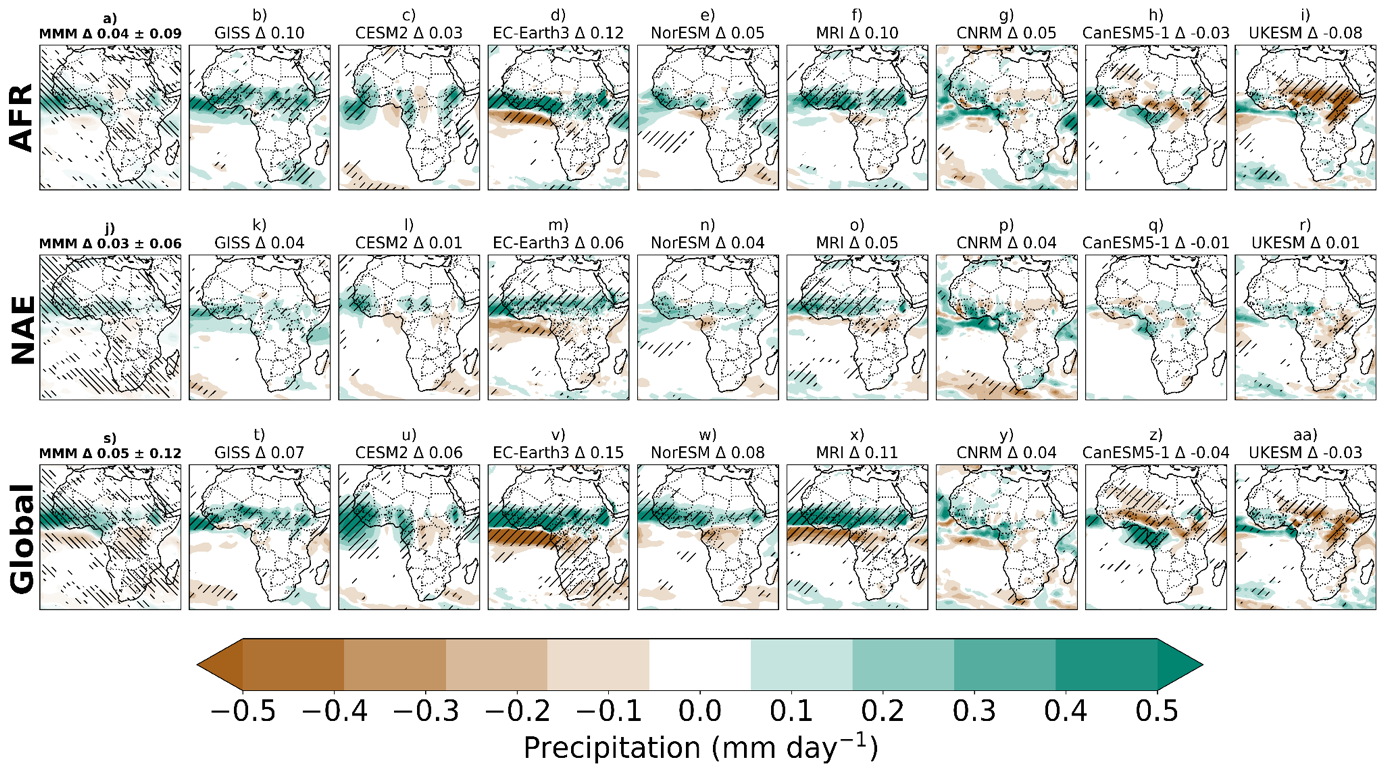 a) b) c) d) e) f) g) h) i)
MMM Δ 0.04 ± 0.09 GISS Δ 0.10 CESM2 Δ 0.03 EC-Earth3 Δ 0.12 NorESM Δ 0.05 MRI Δ 0.10 CNRM Δ 0.05 CanESM5-1 Δ -0.03 UKESM Δ -0.08
AFR
j) k) l) m) n) o) p) q) r)
MMM Δ 0.03 ± 0.06 GISS Δ 0.04 CESM2 Δ 0.01 EC-Earth3 Δ 0.06 NorESM Δ 0.04 MRI Δ 0.05 CNRM Δ 0.04 CanESM5-1 Δ -0.01 UKESM Δ 0.01
NAE
s) t) u) v) w) x) y) z) aa)
MMM Δ 0.05 ± 0.12 GISS Δ 0.07 CESM2 Δ 0.06 EC-Earth3 Δ 0.15 NorESM Δ 0.08 MRI Δ 0.11 CNRM Δ 0.04 CanESM5-1 Δ -0.04 UKESM Δ -0.03
Global
−0.5 −0.4 −0.3 −0.2 −0.1 0.0 0.1 0.2 0.3 0.4 0.5
Precipitation (mm day⁻¹)